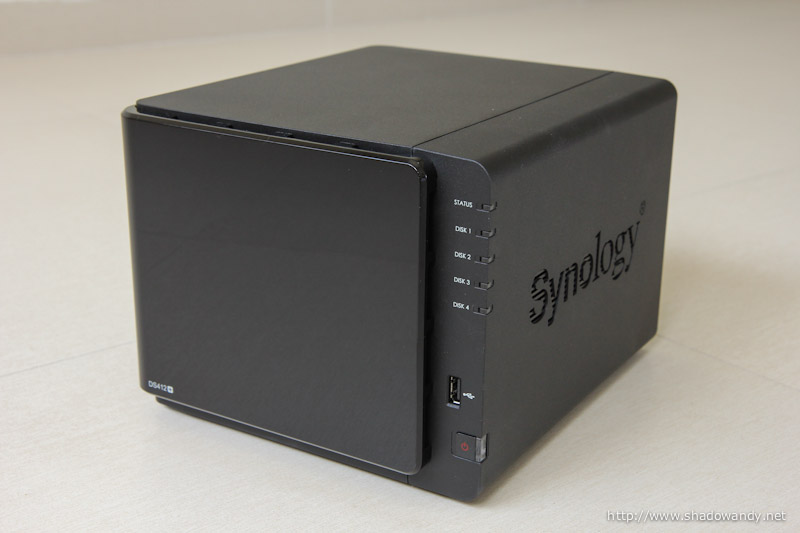 STATUS
DISK 1
DISK 2
DISK 3
DISK 4
Synology®
DS412+
http://www.shadowandy.net